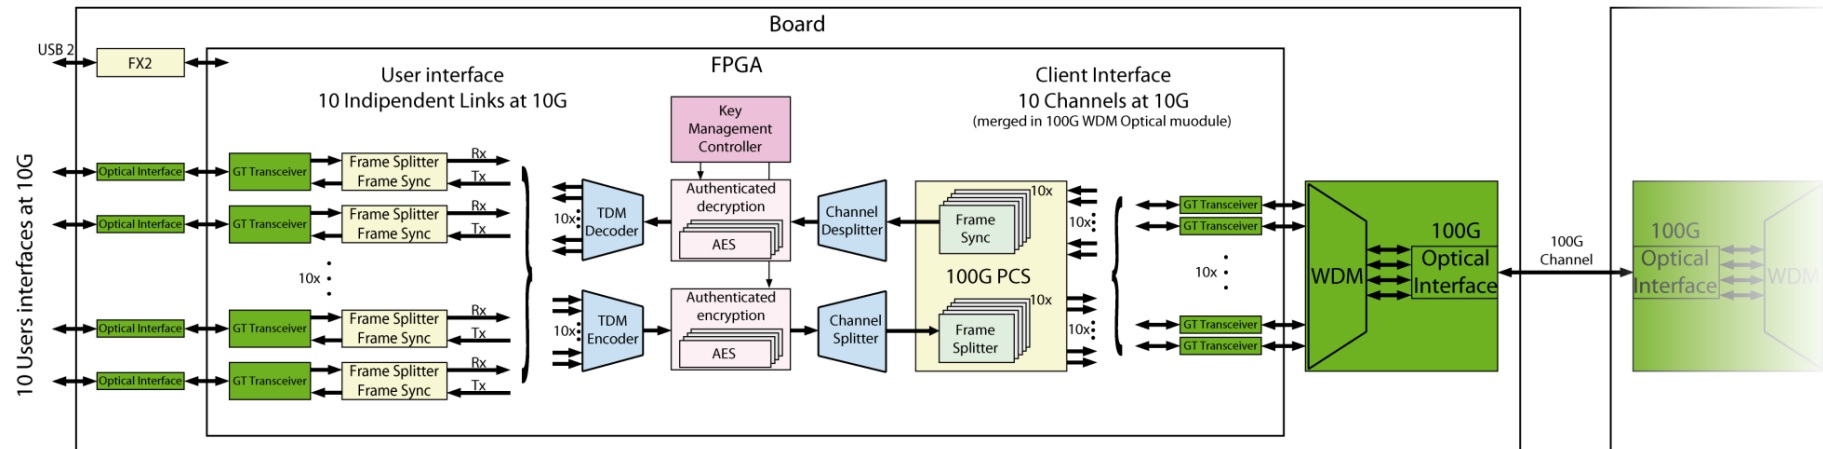 Board
USB 2
FX2
User interface
10 Indipendent Links at 10G
FPGA
Client Interface
10 Channels at 10G
(merged in 100G WDM Optical muodule)
Key
Management
Controller
10 Users interfaces at 10G
Optical Interface
GT Transceiver
Frame Splitter
Frame Sync
Rx
Tx
Optical Interface
GT Transceiver
Frame Splitter
Frame Sync
Rx
Tx
10x
Optical Interface
GT Transceiver
Frame Splitter
Frame Sync
Rx
Tx
Optical Interface
GT Transceiver
Frame Splitter
Frame Sync
Rx
Tx
10x
TDM
Decoder
Authenticated
decryption
AES
Channel
Desplitter
10x
Frame
Sync
10x
100G PCS
10x
TDM
Encoder
Authenticated
encryption
AES
Channel
Splitter
10x
Frame
Splitter
10x
GT Transceiver
GT Transceiver
10x
GT Transceiver
GT Transceiver
WDM
100G
Optical
Interface
100G
Channel
100G
Optical
Interface
WDM